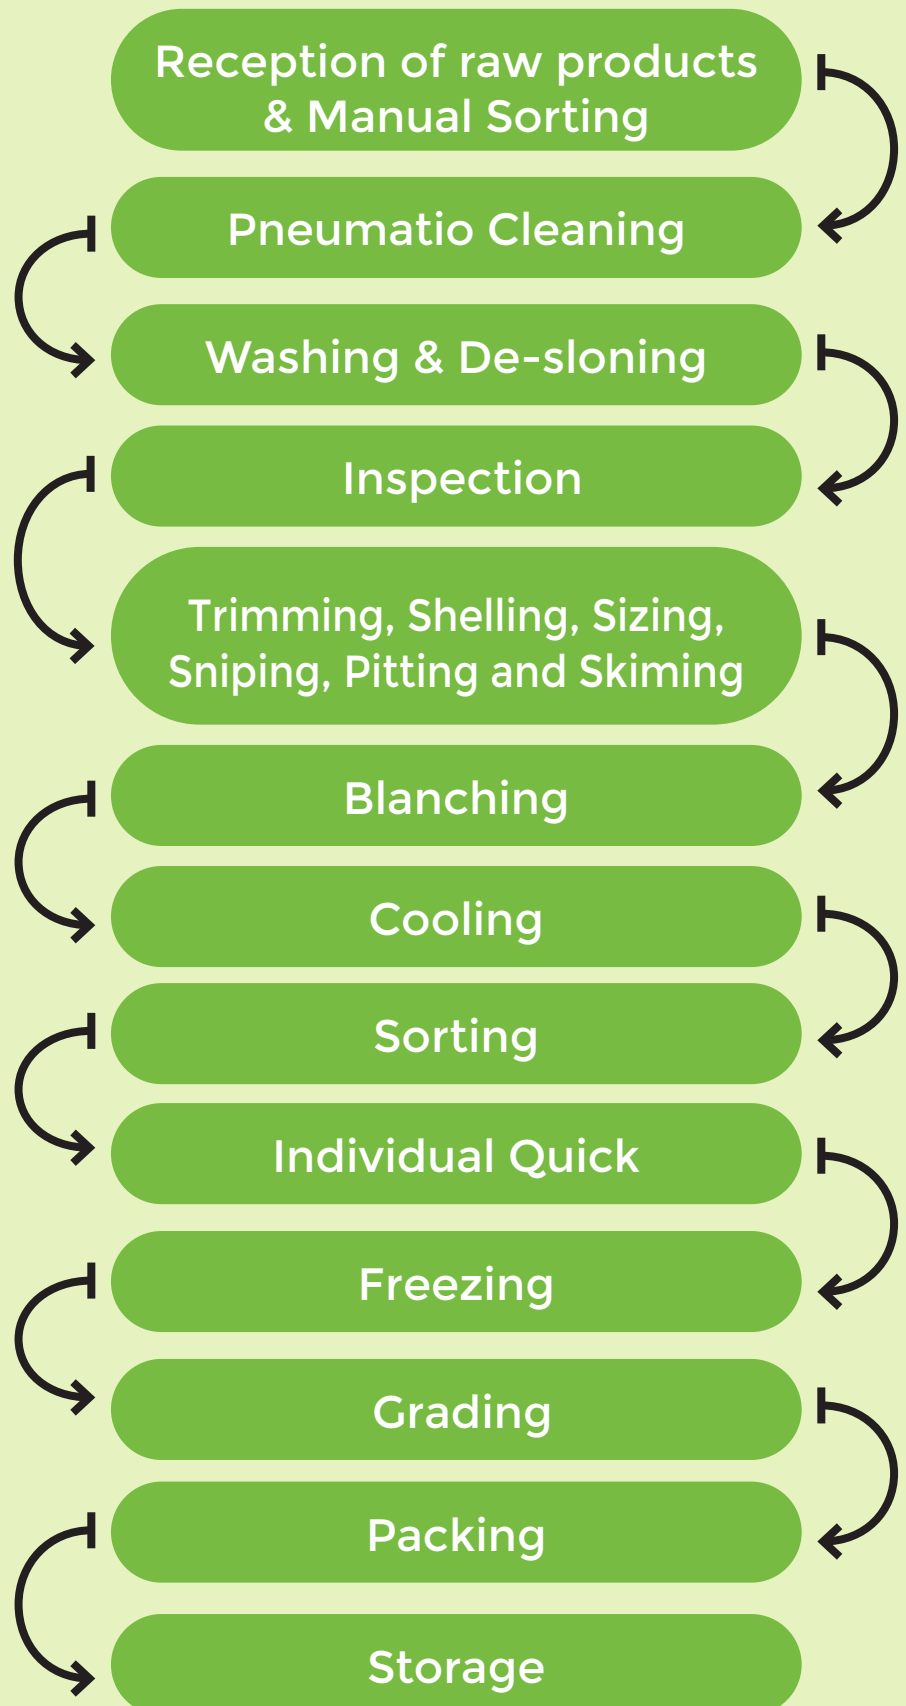 Reception of raw products
& Manual Sorting
Pneumatio Cleaning
Washing & De-sloning
Inspection
Trimming, Shelling, Sizing,
Sniping, Pitting and Skiming
Blanching
Cooling
Sorting
Individual Quick
Freezing
Grading
Packing
Storage